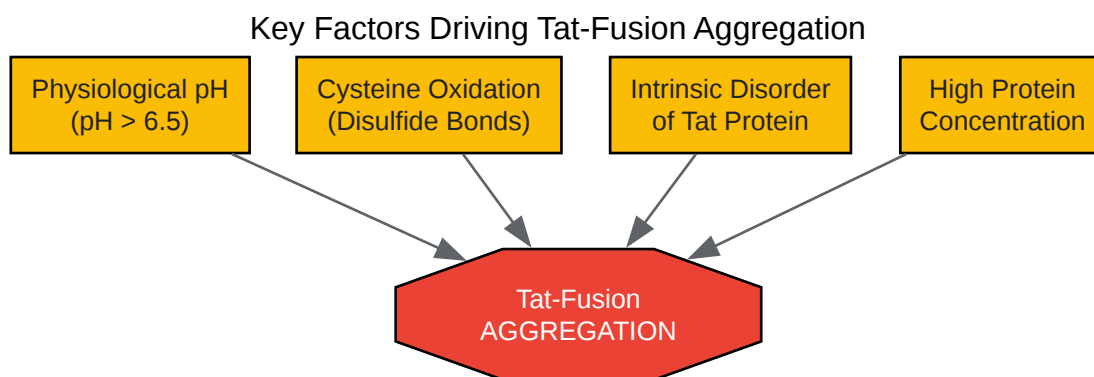 Key Factors Driving Tat-Fusion Aggregation
Physiological pH
(pH > 6.5)
Cysteine Oxidation
(Disulfide Bonds)
Intrinsic Disorder
of Tat Protein
High Protein
Concentration
Tat-Fusion
AGGREGATION